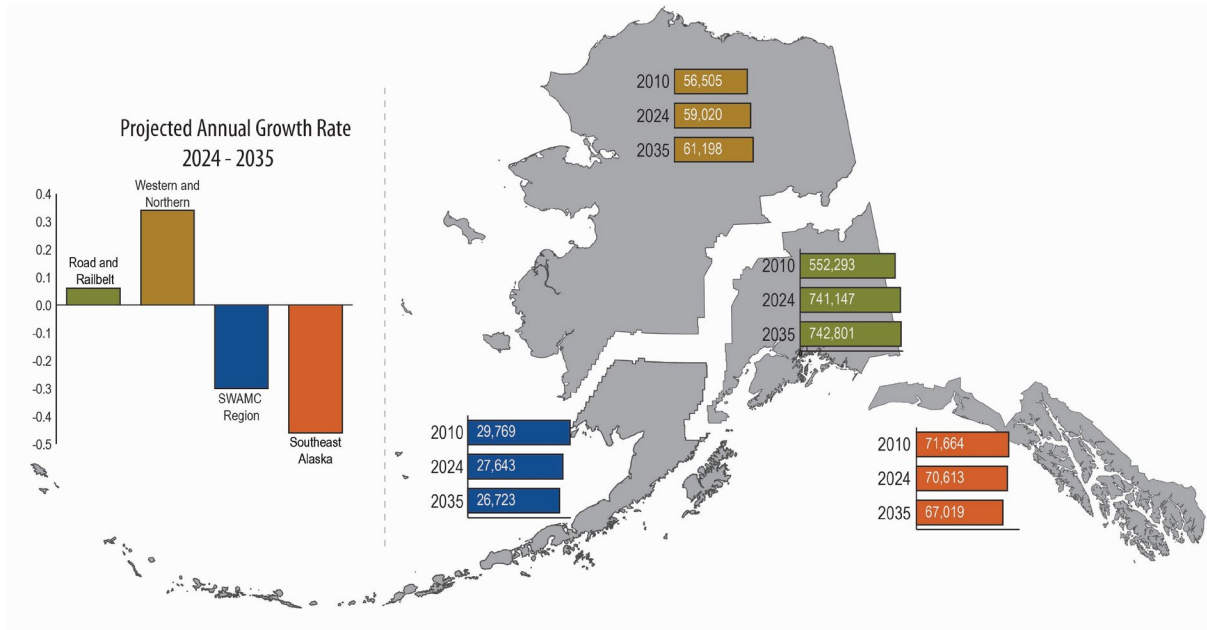 Projected Annual Growth Rate
2024 - 2035
0.4
0.3
0.2
0.1
0.0
-0.1
-0.2
-0.3
-0.4
-0.5
Road and
Railbelt
Western and
Northern
SWAMC
Region
Southeast
Alaska
2010 56,505
2024 59,020
2035 61,198
2010 552,293
2024 741,147
2035 742,801
2010 29,769
2024 27,643
2035 26,723
2010 71,664
2024 70,613
2035 67,019